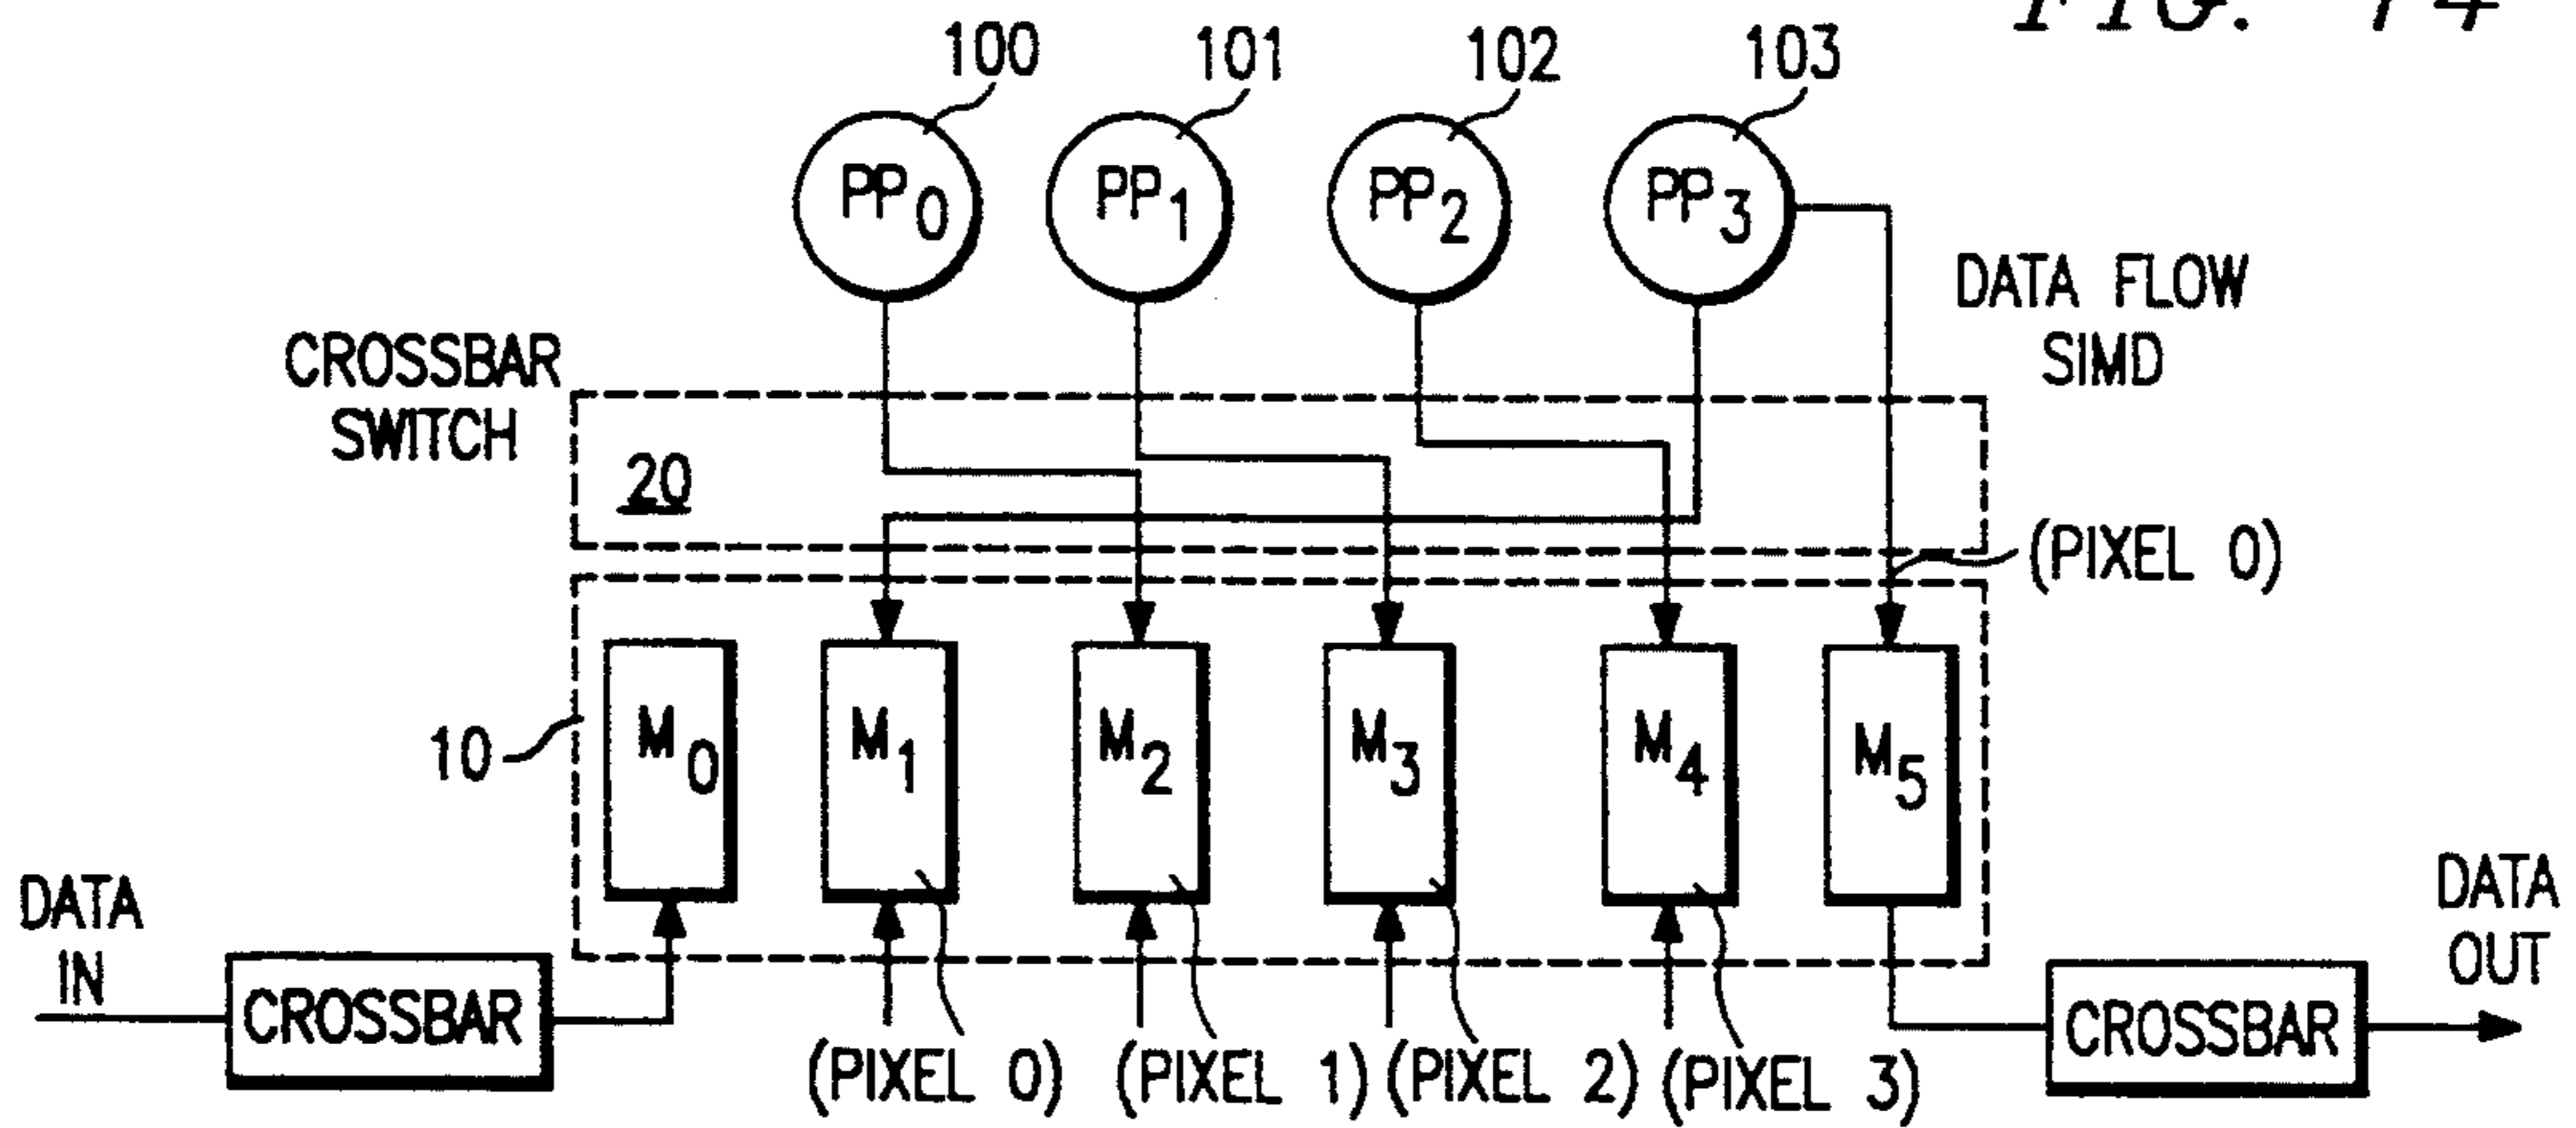 FIG. 14
100
101
102
103
PP0
PP1
PP2
PP3
DATA FLOW
SIMD
CROSSBAR
SWITCH
20
(PIXEL 0)
10
M0
M1
M2
M3
M4
M5
DATA
IN
CROSSBAR
(PIXEL 0)
(PIXEL 1)
(PIXEL 2)
(PIXEL 3)
CROSSBAR
DATA
OUT